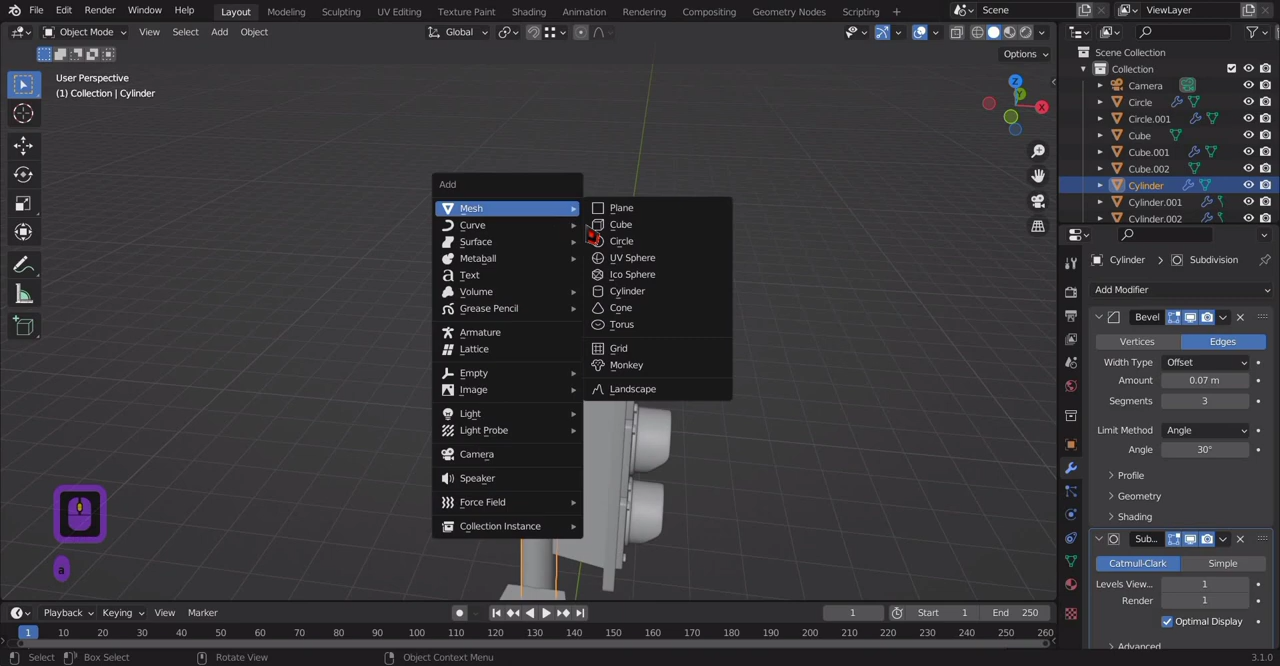 File Edit Render Window Help Layout Modeling Sculpting UV Editing Texture Paint Shading Animation Rendering Compositing Geometry Nodes Scripting + Scene ViewLayer
Object Mode View Select Add Object Global
Options
User Perspective
(1) Collection | Cylinder
Z
Y
X
Add
Mesh
Curve
Surface
Metaball
Text
Volume
Grease Pencil
Armature
Lattice
Empty
Image
Light
Light Probe
Camera
Speaker
Force Field
Collection Instance
Plane
Cube
Circle
UV Sphere
Ico Sphere
Cylinder
Cone
Torus
Grid
Monkey
Landscape
a
Scene Collection
Collection
Camera
Circle
Circle.001
Cube
Cube.001
Cube.002
Cylinder
Cylinder.001
Cylinder.002
Cylinder > Subdivision
Add Modifier
Bevel
Vertices Edges
Width Type Offset
Amount 0.07 m
Segments 3
Limit Method Angle
Angle 30°
Profile
Geometry
Shading
Sub...
Catmull-Clark Simple
Levels View... 1
Render 1
Optimal Display
Advanced
Playback Keying View Marker 1 Start 1 End 250
1 10 20 30 40 50 60 70 80 90 100 110 120 130 140 150 160 170 180 190 200 210 220 230 240 250 260
Select Box Select Rotate View Object Context Menu 3.1.0